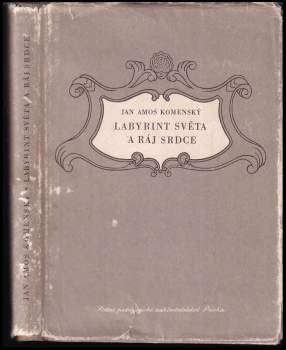 JAN AMOS KOMENSKÝ • LABYRINT SVĚTA A RÁJ SRDCE
JAN AMOS KOMENSKÝ
LABYRINT SVĚTA
A RÁJ SRDCE
Státní pedagogické nakladatelství Praha